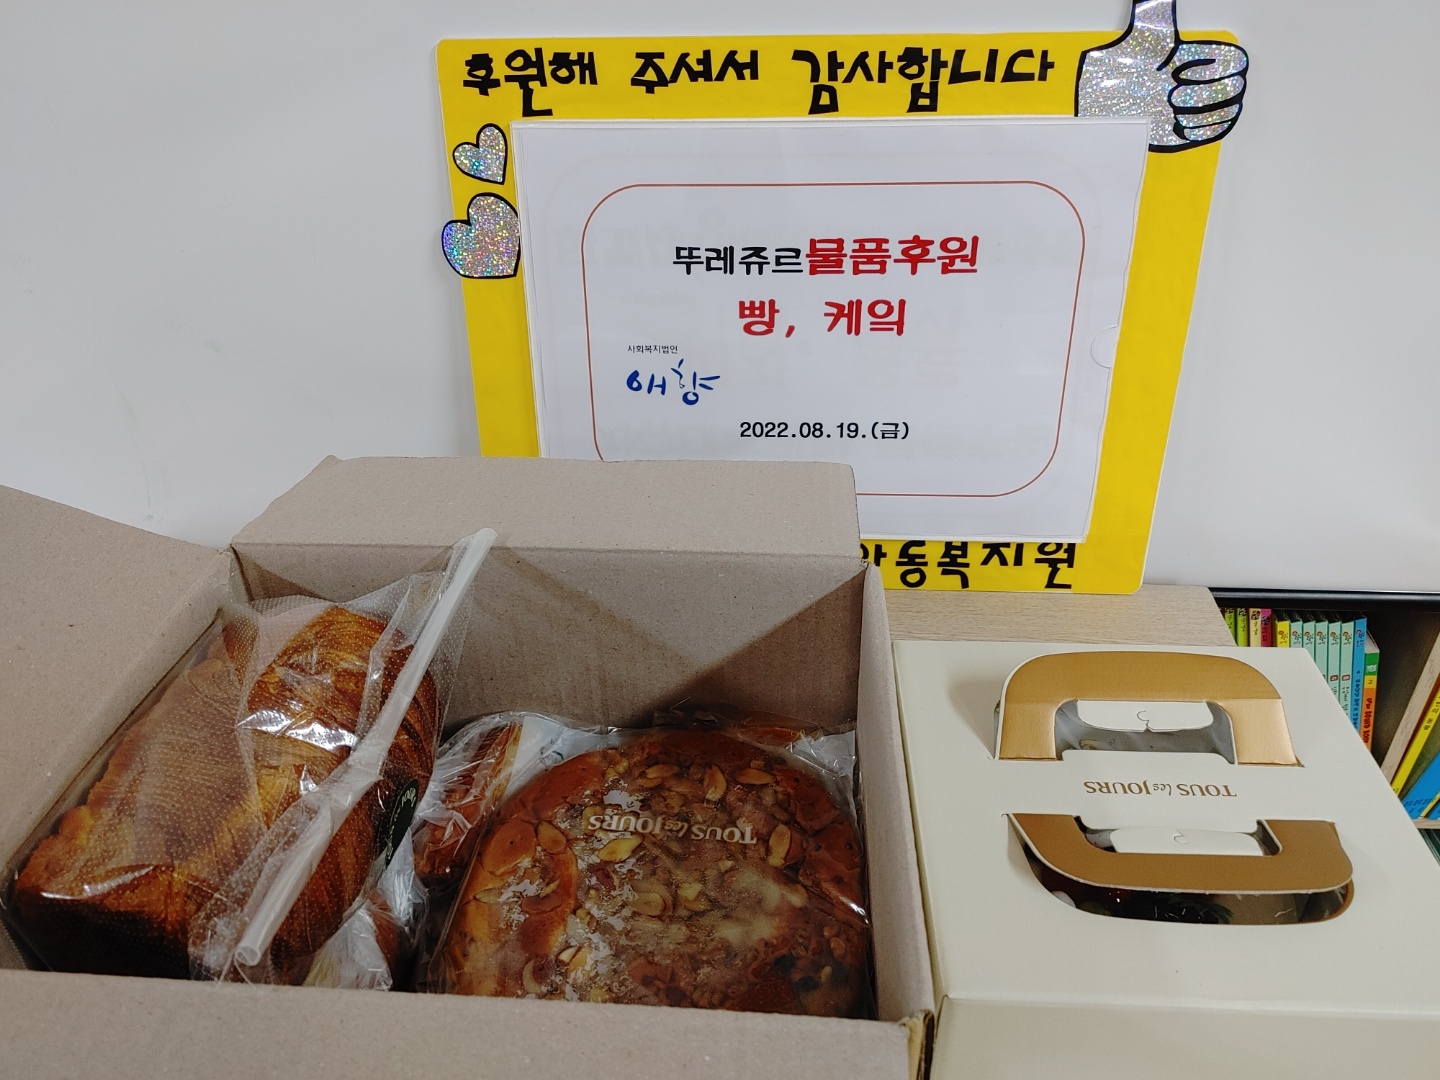 후원해 주셔서 감사합니다
뚜레쥬르물품후원
빵, 케잌
사회복지법인
애향
2022.08.19.(금)
아동복지원
TOUS les JOURS
TOUS les JOURS